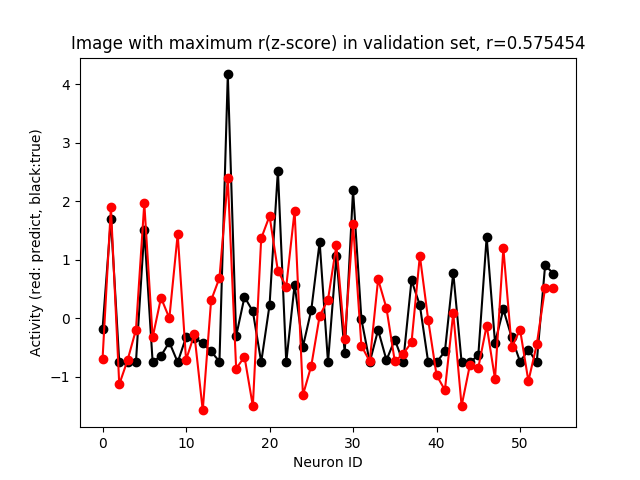 Image with maximum r(z-score) in validation set, r=0.575454
Activity (red: predict, black:true)
4
3
2
1
0
−1
0 10 20 30 40 50
Neuron ID